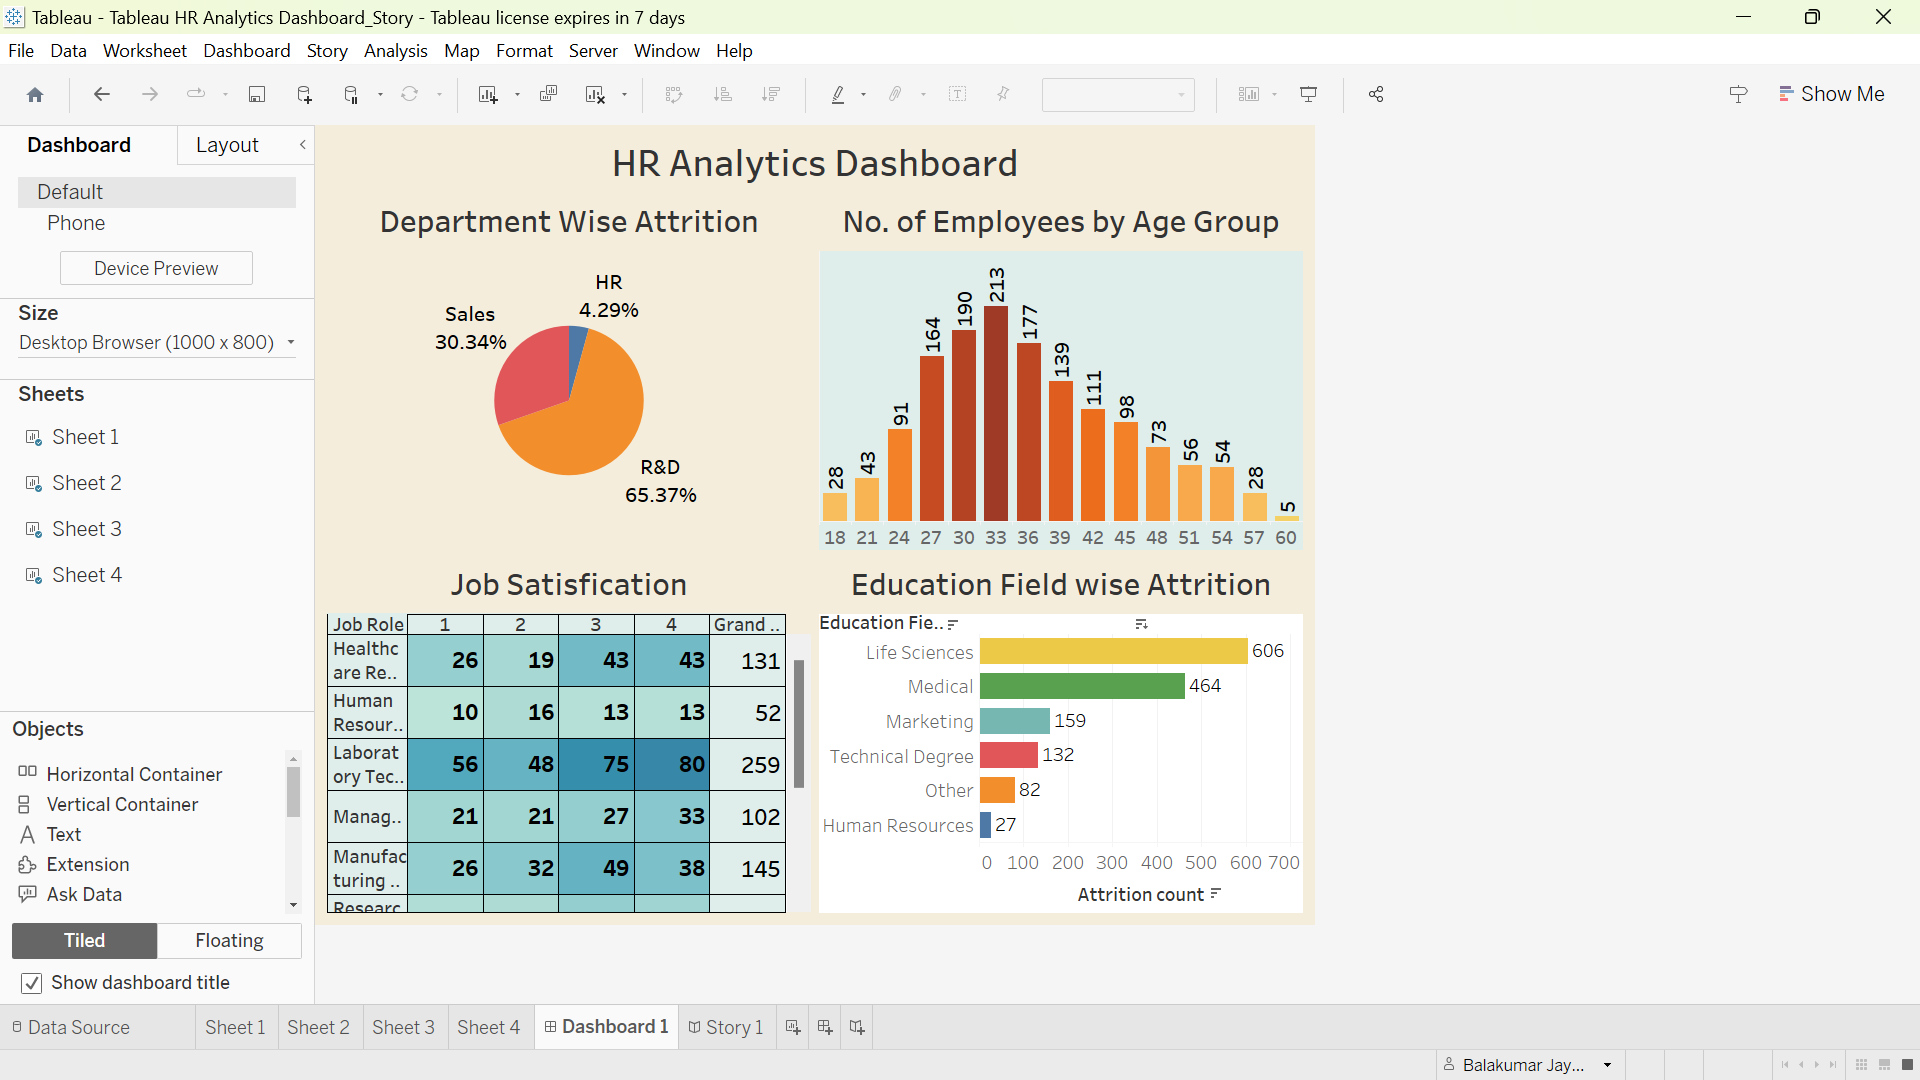 Tableau - Tableau HR Analytics Dashboard_Story - Tableau license expires in 7 days
File Data Worksheet Dashboard Story Analysis Map Format Server Window Help
Show Me
Dashboard
Layout
Default
Phone
Device Preview
Size
Desktop Browser (1000 x 800)
Sheets
Sheet 1
Sheet 2
Sheet 3
Sheet 4
Objects
Horizontal Container
Vertical Container
Text
Extension
Ask Data
Tiled Floating
Show dashboard title
HR Analytics Dashboard
Department Wise Attrition
HR
4.29%
Sales
30.34%
R&D
65.37%
No. of Employees by Age Group
28 43 91 164 190 213 177 139 111 98 73 56 54 28 5
18 21 24 27 30 33 36 39 42 45 48 51 54 57 60
Job Satisfication
Job Role 1 2 3 4 Grand ..
Healthc
are Re.. 26 19 43 43 131
Human
Resour.. 10 16 13 13 52
Laborat
ory Tec.. 56 48 75 80 259
Manag.. 21 21 27 33 102
Manufac
turing .. 26 32 49 38 145
Researc
Education Field wise Attrition
Education Fie..
Life Sciences 606
Medical 464
Marketing 159
Technical Degree 132
Other 82
Human Resources 27
0 100 200 300 400 500 600 700
Attrition count
Data Source Sheet 1 Sheet 2 Sheet 3 Sheet 4 Dashboard 1 Story 1
Balakumar Jay...